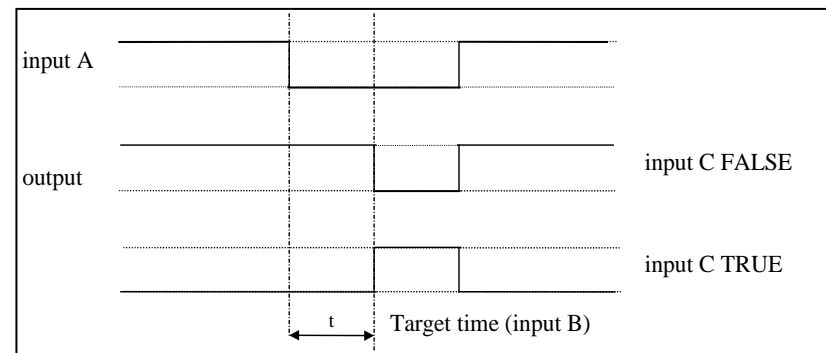 input A
input C FALSE
output
input C TRUE
t
Target time (input B)